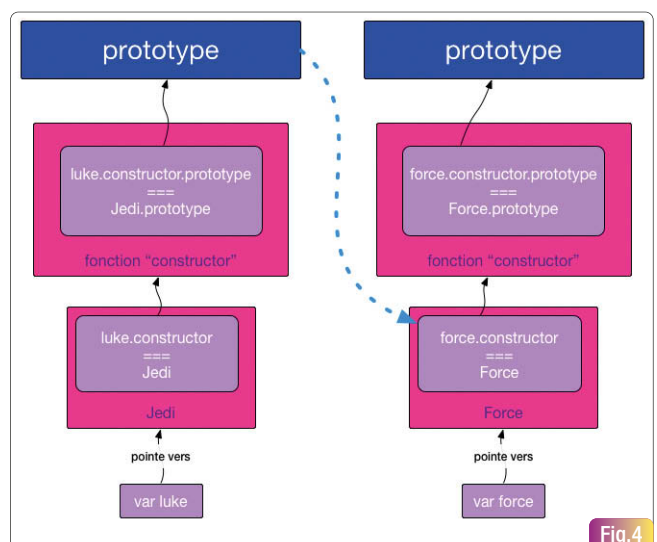 prototype
luke.constructor.prototype
===
Jedi.prototype
fonction “constructor”
luke.constructor
===
Jedi
Jedi
pointe vers
var luke
prototype
force.constructor.prototype
===
Force.prototype
fonction “constructor”
force.constructor
===
Force
Force
pointe vers
var force
Fig.4